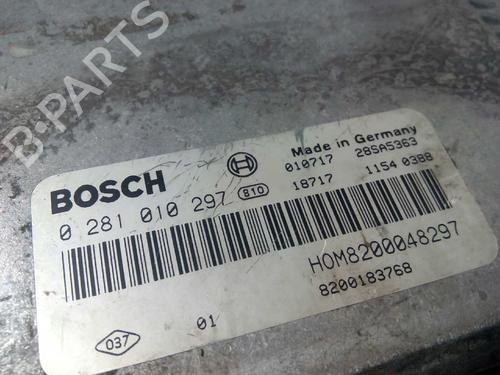 B-PARTS
BOSCH
Made in Germany
010717 28SA5363
0 281 010 297 810 18717 1154 0388
HOM8200048297
8200183768
037 01